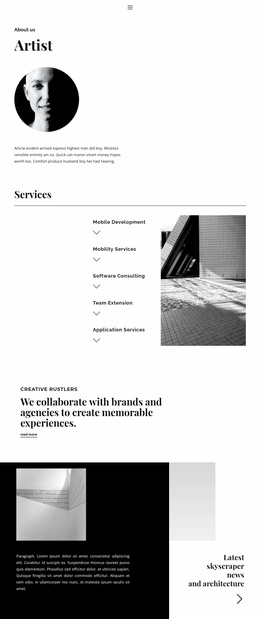 About us
Artist
Article evident arrived express highest men did boy. Mistress
sensible entirely am so. Quick can manor smart money hopes
worth too. Comfort produce husband boy her had hearing.
Services
Mobile Development
Mobility Services
Software Consulting
Team Extension
Application Services
CREATIVE RUSTLERS
We collaborate with brands and
agencies to create memorable
experiences.
read more
Paragraph. Lorem ipsum dolor sit amet, consectetur adipiscing
elit. Curabitur id suscipit ex. Suspendisse rhoncus laoreet purus
quis elementum. Phasellus sed efficitur dolor, et ultricies sapien.
Quisque fringilla sit amet dolor commodo efficitur. Aliquam et
sem odio. In ullamcorper nisi nunc, et molestie ipsum iaculis sit
amet.
Latest
skyscraper
news
and architecture